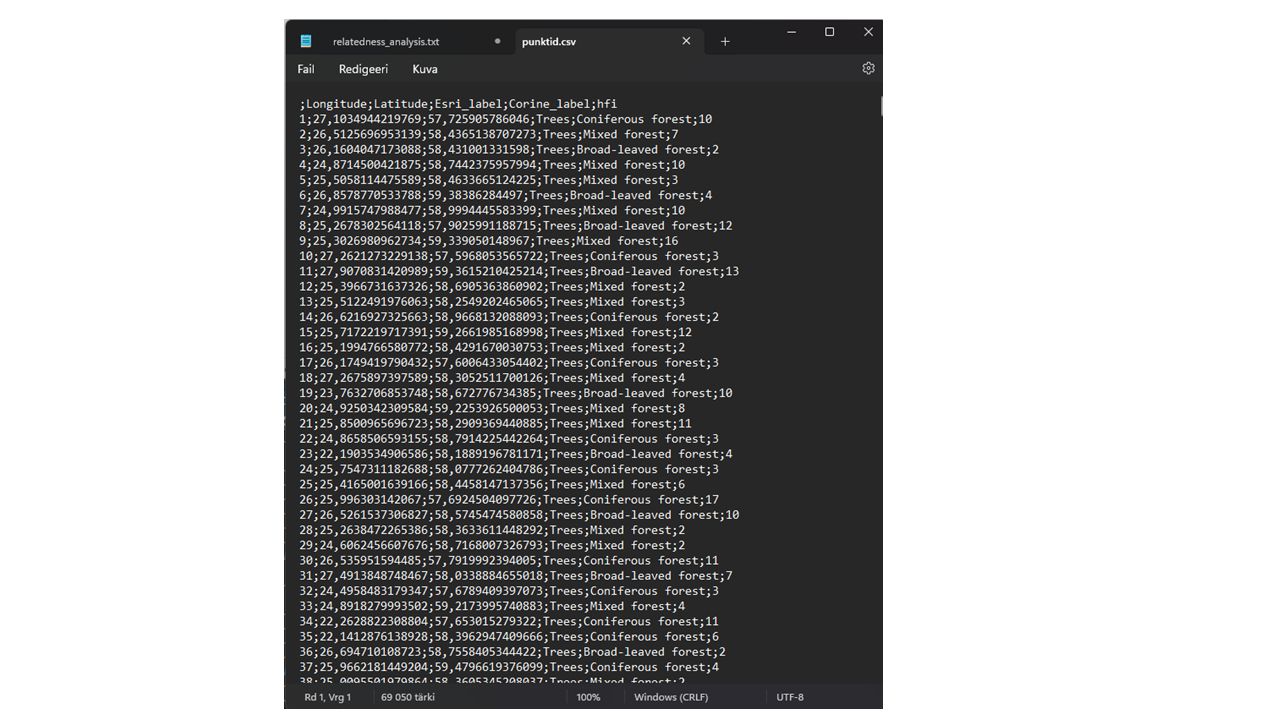 relatedness_analysis.txt
punktid.csv
Fail Redigeeri Kuva
;Longitude;Latitude;Esri_label;Corine_label;hfi
1;27,1034944219769;57,725905786046;Trees;Coniferous forest;10
2;26,5125696953139;58,4365138707273;Trees;Mixed forest;7
3;26,1604047173088;58,431001331598;Trees;Broad-leaved forest;2
4;24,8714500421875;58,7442375957994;Trees;Mixed forest;10
5;25,5058114475589;58,4633665124225;Trees;Mixed forest;3
6;26,8578770533788;59,38386284497;Trees;Broad-leaved forest;4
7;24,9915747988477;58,9994445583399;Trees;Mixed forest;10
8;25,2678302564118;57,9025991188715;Trees;Broad-leaved forest;12
9;25,3026980962734;59,339050148967;Trees;Mixed forest;16
10;27,2621273229138;57,5968053565722;Trees;Coniferous forest;3
11;27,9070831420989;59,3615210425214;Trees;Broad-leaved forest;13
12;25,3966731637326;58,6905363860902;Trees;Mixed forest;2
13;25,5122491976063;58,2549202465065;Trees;Mixed forest;3
14;26,6216927325663;58,9668132088093;Trees;Coniferous forest;2
15;25,7172219717391;59,2661985168998;Trees;Mixed forest;12
16;25,1994766580772;58,4291670030753;Trees;Mixed forest;2
17;26,1749419790432;57,6006433054402;Trees;Coniferous forest;3
18;27,2675897397589;58,3052511700126;Trees;Mixed forest;4
19;23,7632706853748;58,672776734385;Trees;Broad-leaved forest;10
20;24,9250342309584;59,2253926500053;Trees;Mixed forest;8
21;25,8500965696723;58,2909369440885;Trees;Mixed forest;11
22;24,8658506593155;58,7914225442264;Trees;Coniferous forest;3
23;22,1903534906586;58,1889196781171;Trees;Broad-leaved forest;4
24;25,7547311182688;58,0777262404786;Trees;Coniferous forest;3
25;25,4165001639166;58,4458147137356;Trees;Mixed forest;6
26;25,996303142067;57,6924504097726;Trees;Coniferous forest;17
27;26,5261537306827;58,5745474580858;Trees;Broad-leaved forest;10
28;25,2638472265386;58,3633611448292;Trees;Mixed forest;2
29;24,6062456607676;58,7168007326793;Trees;Mixed forest;2
30;26,535951594485;57,7919992394005;Trees;Coniferous forest;11
31;27,4913848748467;58,0338884655018;Trees;Broad-leaved forest;7
32;24,4958483179347;57,6789409397073;Trees;Coniferous forest;3
33;24,8918279993502;59,2173995740883;Trees;Mixed forest;4
34;22,2628822308804;57,653015279322;Trees;Coniferous forest;11
35;22,1412876138928;58,3962947409666;Trees;Coniferous forest;6
36;26,694710108723;58,7558405344422;Trees;Broad-leaved forest;2
37;25,9662181449204;59,4796619376099;Trees;Coniferous forest;4
38;25,0095501979864;58,3605345208037;Trees;Mixed forest;2
Rd 1, Vrg 1 69 050 tärki 100% Windows (CRLF) UTF-8